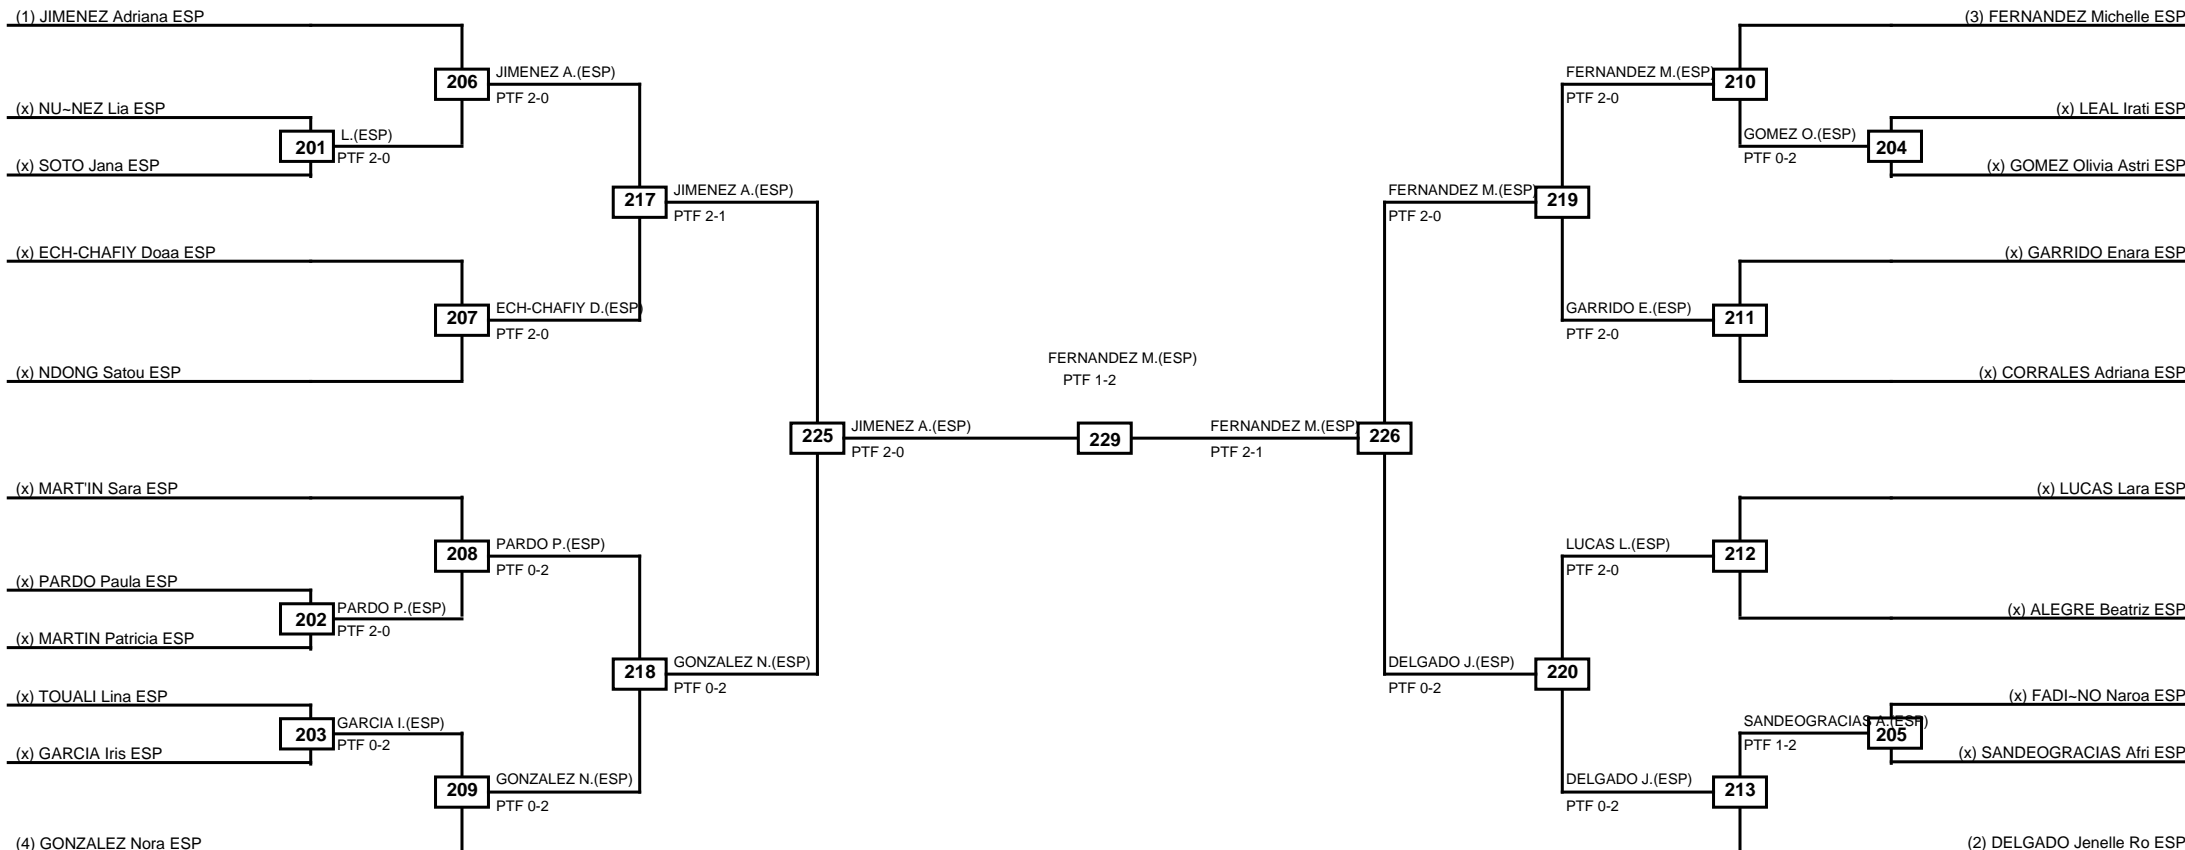 (1) JIMENEZ Adriana ESP
(3) FERNANDEZ Michelle ESP
206
JIMENEZ A.(ESP)
PTF 2-0
FERNANDEZ M.(ESP)
PTF 2-0
210
(x) NU~NEZ Lia ESP
201
L.(ESP)
PTF 2-0
(x) SOTO Jana ESP
(x) LEAL Irati ESP
GOMEZ O.(ESP)
PTF 0-2
204
(x) GOMEZ Olivia Astri ESP
217
JIMENEZ A.(ESP)
PTF 2-1
FERNANDEZ M.(ESP)
PTF 2-0
219
(x) ECH-CHAFIY Doaa ESP
(x) GARRIDO Enara ESP
207
ECH-CHAFIY D.(ESP)
PTF 2-0
GARRIDO E.(ESP)
PTF 2-0
211
(x) NDONG Satou ESP
(x) CORRALES Adriana ESP
FERNANDEZ M.(ESP)
PTF 1-2
225
JIMENEZ A.(ESP)
PTF 2-0
229
FERNANDEZ M.(ESP)
PTF 2-1
226
(x) MART'IN Sara ESP
(x) LUCAS Lara ESP
208
PARDO P.(ESP)
PTF 0-2
LUCAS L.(ESP)
PTF 2-0
212
(x) PARDO Paula ESP
202
PARDO P.(ESP)
PTF 2-0
(x) MARTIN Patricia ESP
(x) ALEGRE Beatriz ESP
218
GONZALEZ N.(ESP)
PTF 0-2
DELGADO J.(ESP)
PTF 0-2
220
(x) TOUALI Lina ESP
203
GARCIA I.(ESP)
PTF 0-2
(x) GARCIA Iris ESP
(x) FADI~NO Naroa ESP
SANDEOGRACIAS A.(ESP)
PTF 1-2
205
(x) SANDEOGRACIAS Afri ESP
209
GONZALEZ N.(ESP)
PTF 0-2
DELGADO J.(ESP)
PTF 0-2
213
(4) GONZALEZ Nora ESP
(2) DELGADO Jenelle Ro ESP